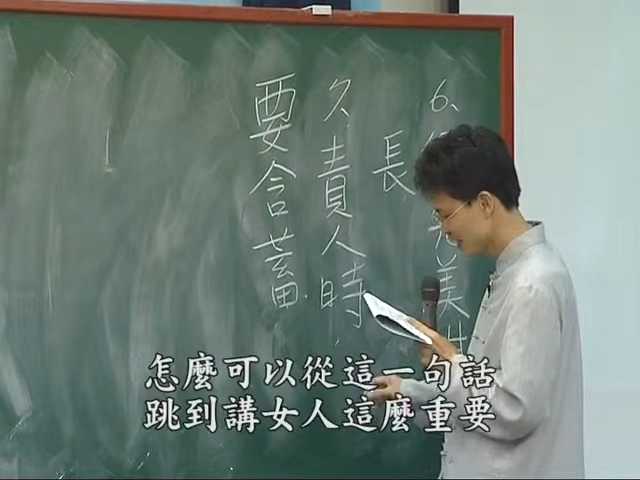 6、
美
長
久、責人時,
要含蓄.
怎麼可以從這一句話
跳到講女人這麼重要